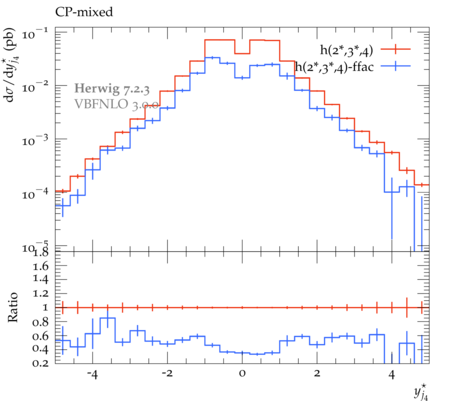 CP-mixed
dσ/dy*j4 (pb)
10⁻¹
h(2*,3*,4)
h(2*,3*,4)-ffac
10⁻²
Herwig 7.2.3
VBFNLO 3.0.0
10⁻³
10⁻⁴
10⁻⁵
Ratio
1.8
1.6
1.4
1.2
1
0.8
0.6
0.4
0.2
-4 -2 0 2 4
y*j4